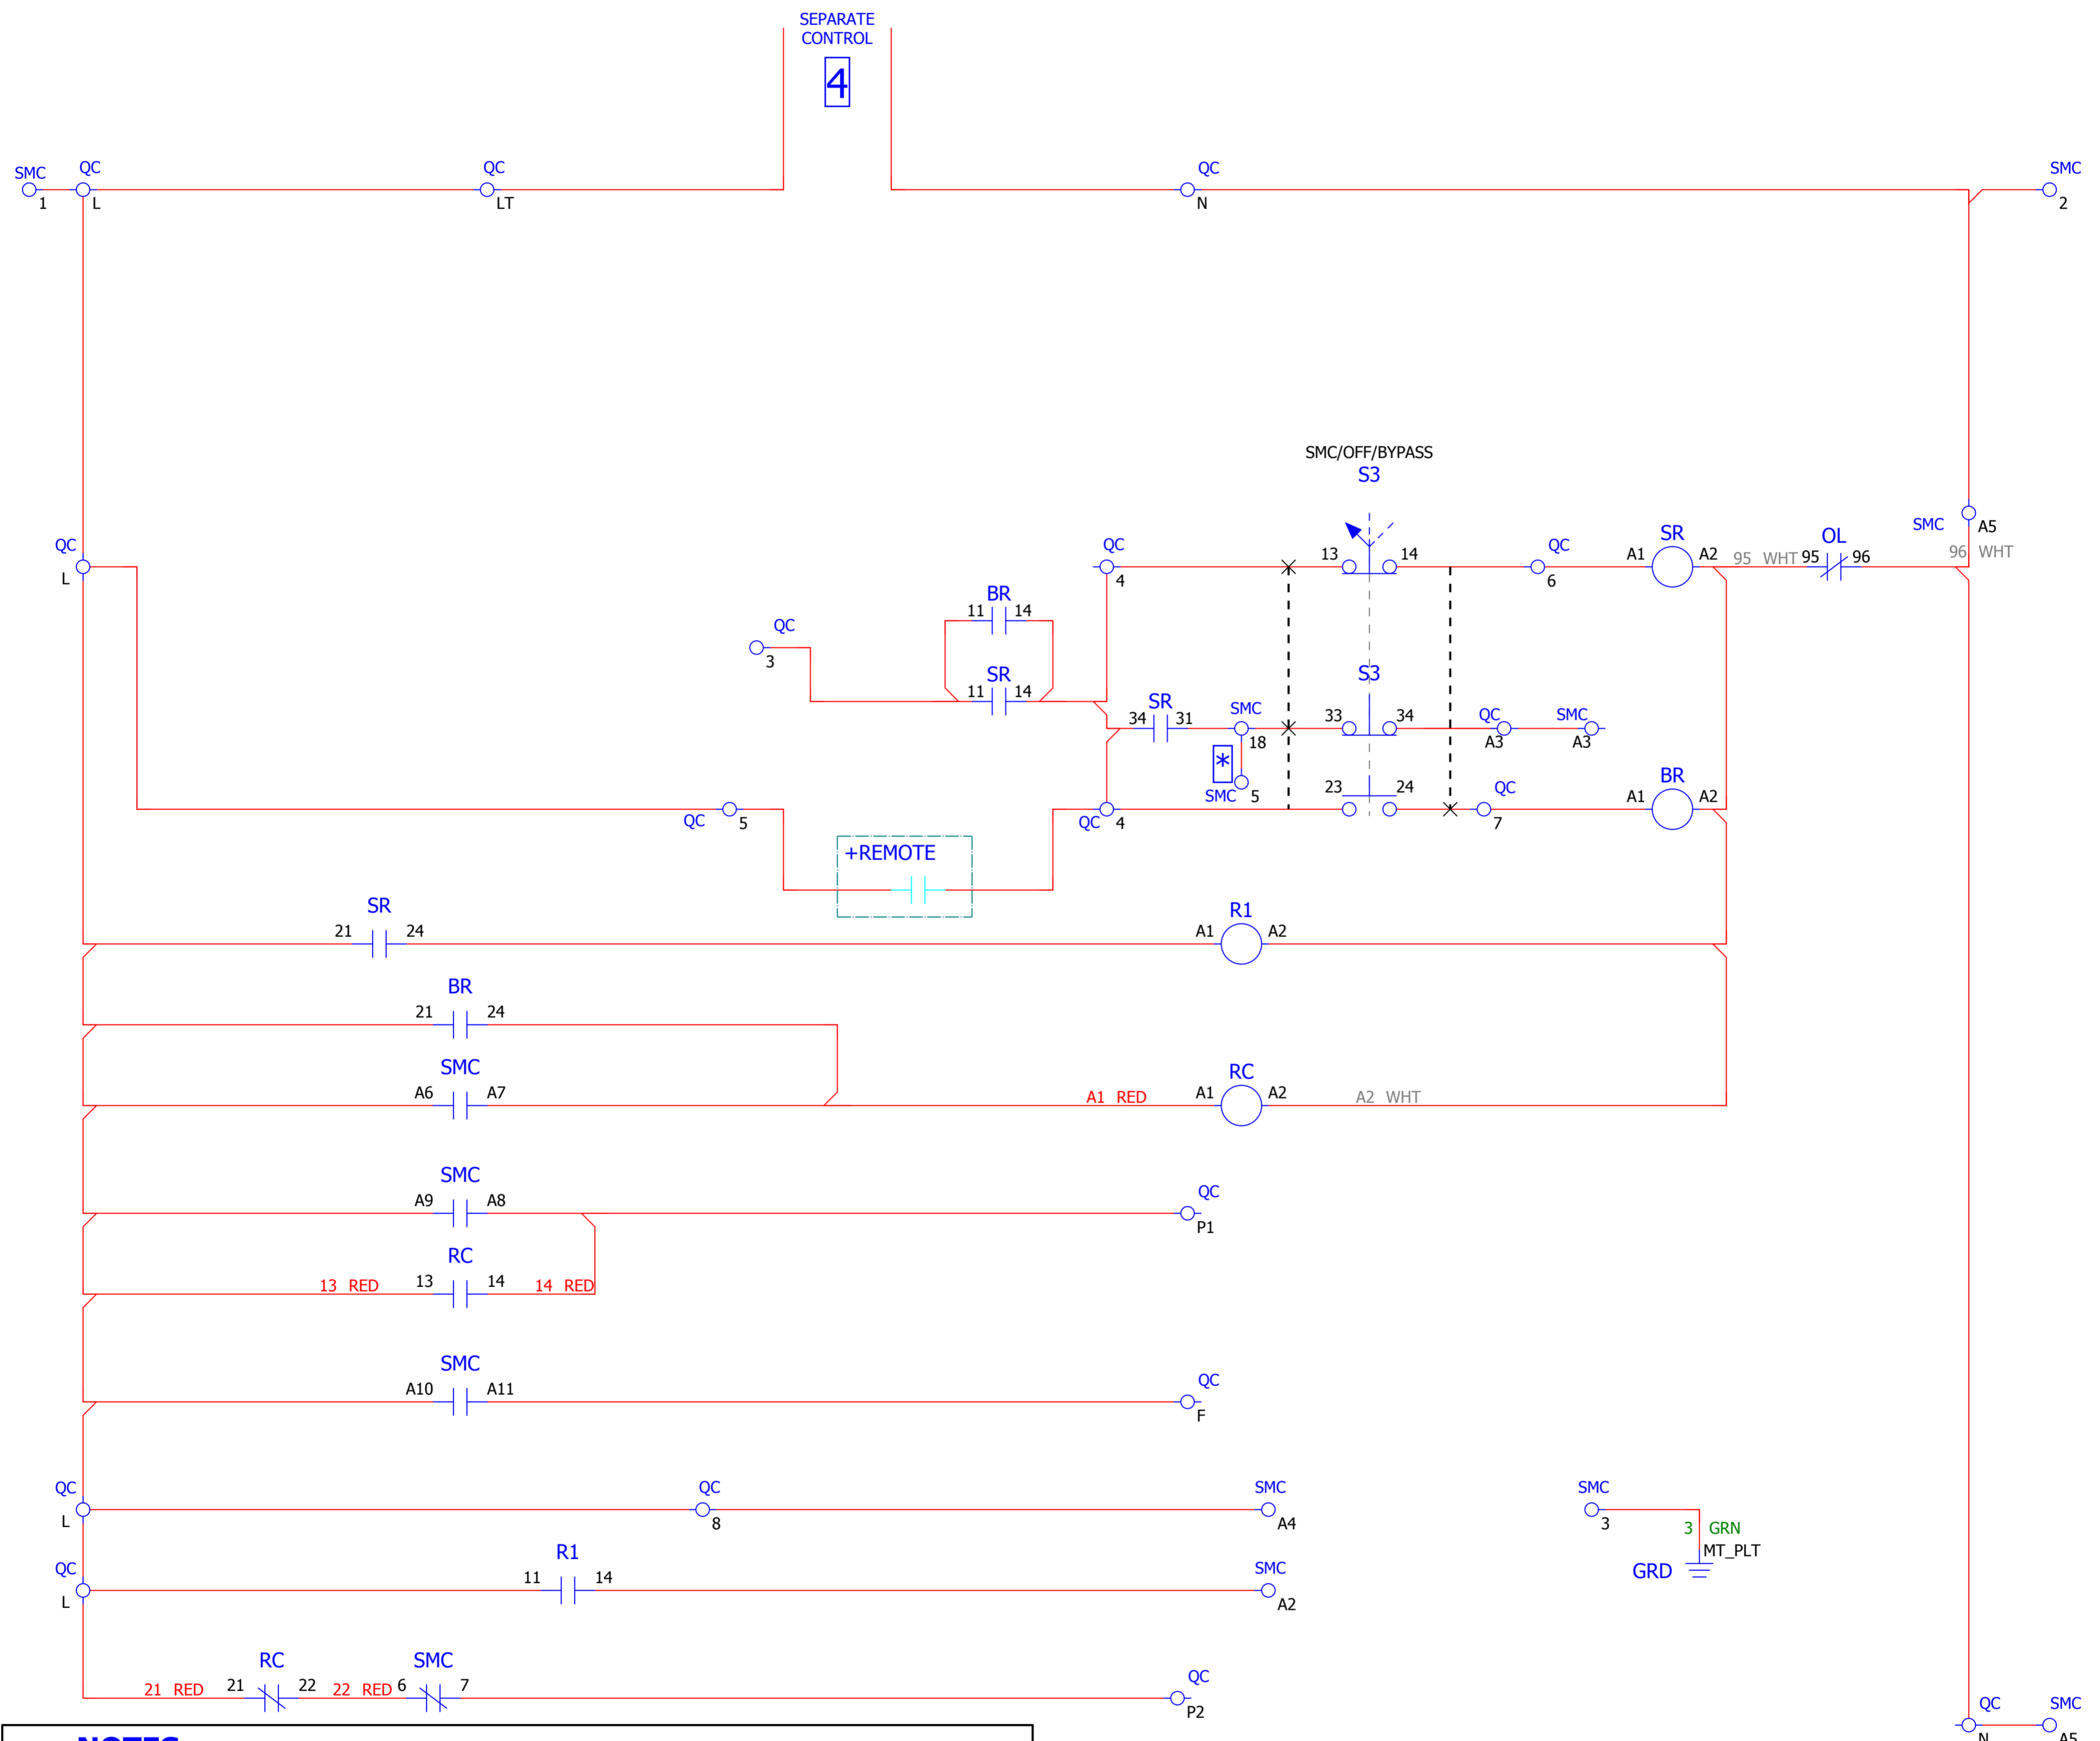 SEPARATE
CONTROL
4
SMC
1
QC
L
QC
LT
QC
N
SMC
2
SMC/OFF/BYPASS
S3
QC
L
QC
4
13
14
QC
6
SR
A1
A2
95 WHT
OL
95
96
SMC
A5
96 WHT
BR
11
14
QC
3
SR
11
14
SR
34
31
SMC
18
*
SMC
5
S3
33
34
QC
A3
SMC
A3
23
24
QC
7
BR
A1
A2
QC
5
QC
4
+REMOTE
SR
21
24
R1
A1
A2
BR
21
24
SMC
A6
A7
A1 RED
RC
A1
A2
A2 WHT
SMC
A9
A8
QC
P1
RC
13 RED
13
14
14 RED
SMC
A10
A11
QC
F
QC
L
QC
8
SMC
A4
SMC
3
3 GRN
MT_PLT
GRD
QC
L
R1
11
14
SMC
A2
RC
21 RED
21
22
22 RED
SMC
6
7
QC
P2
QC
N
SMC
A5
NOTES